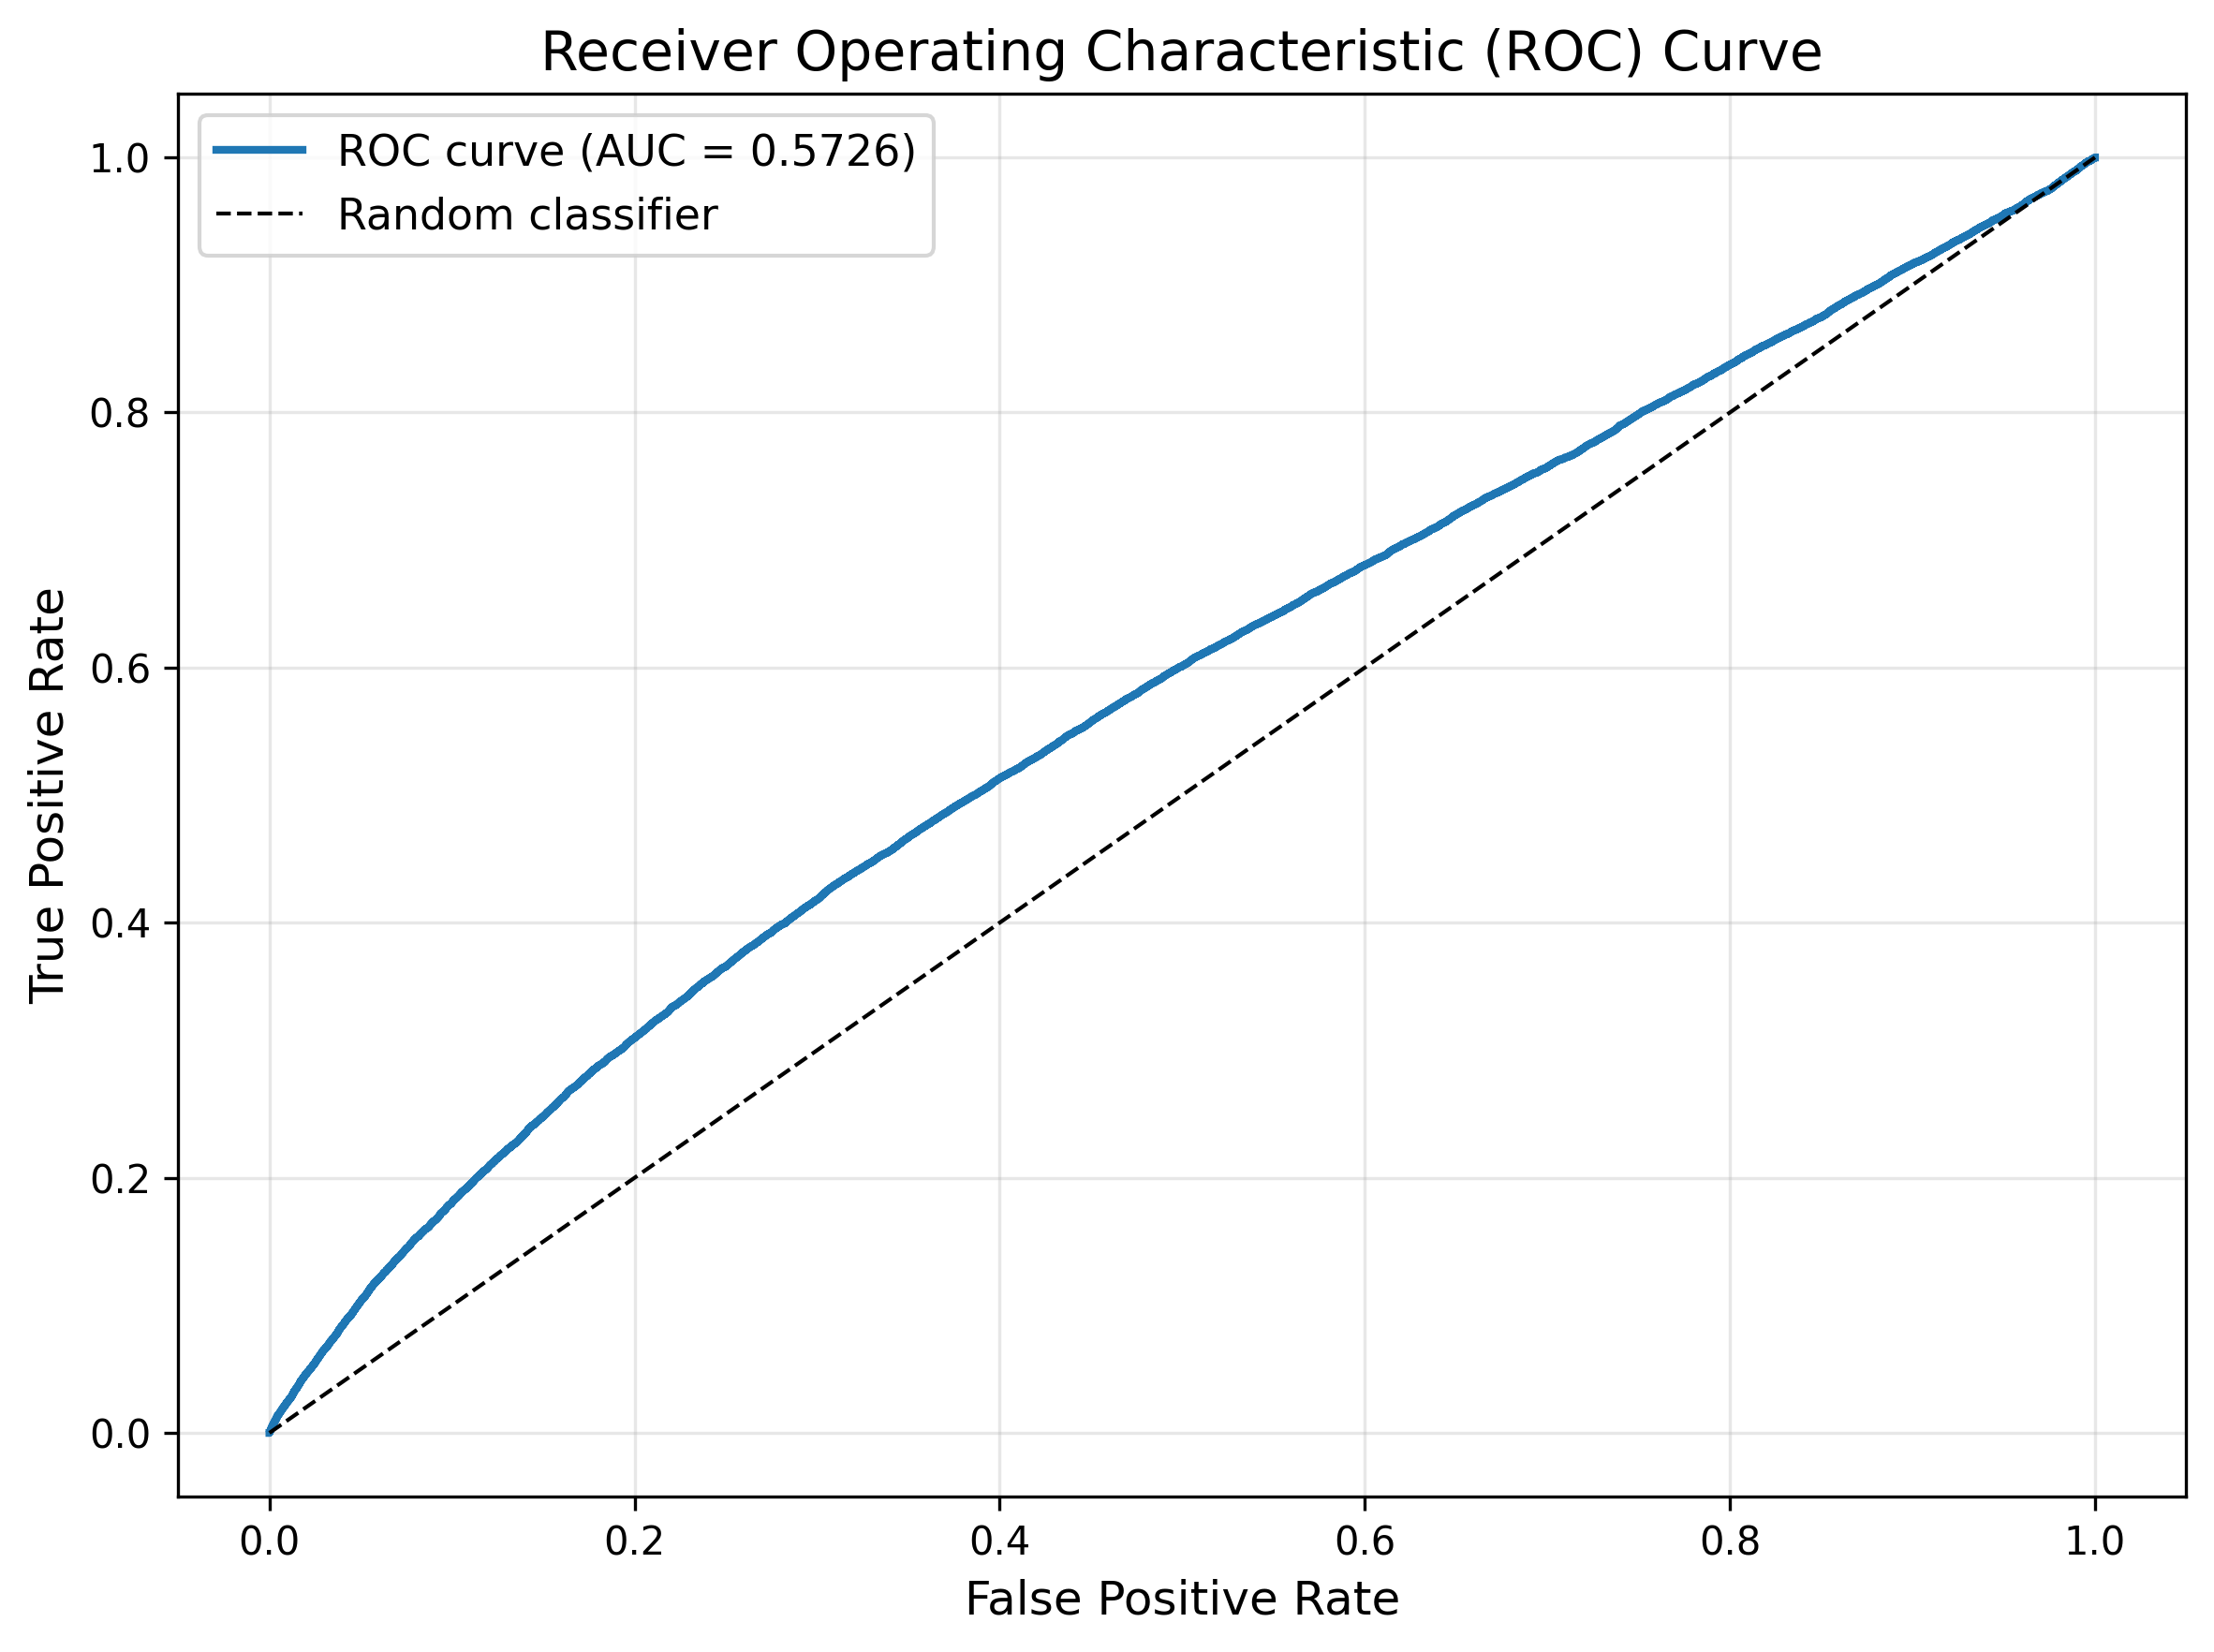 Receiver Operating Characteristic (ROC) Curve
ROC curve (AUC = 0.5726)
Random classifier
1.0
0.8
0.6
0.4
0.2
0.0
True Positive Rate
0.0 0.2 0.4 0.6 0.8 1.0
False Positive Rate